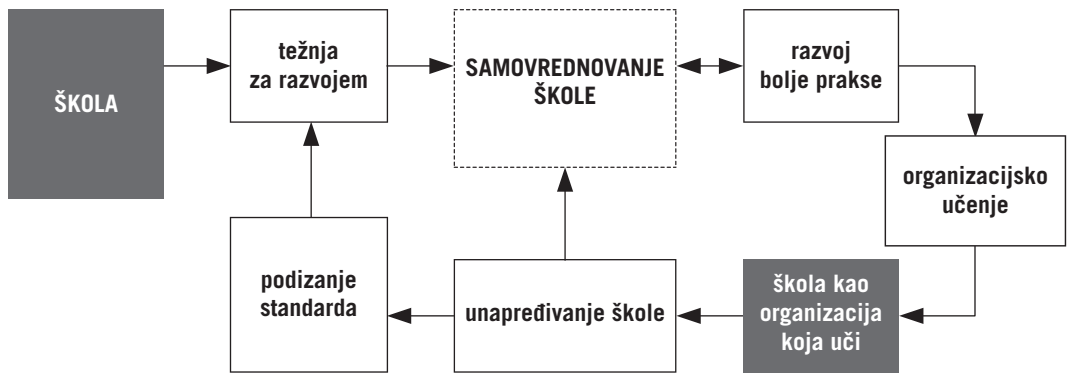 ŠKOLA
težnja
za razvojem
SAMOVREDNOVANJE
ŠKOLE
razvoj
bolje prakse
organizacijsko
učenje
škola kao
organizacija
koja uči
unapređivanje škole
podizanje
standarda